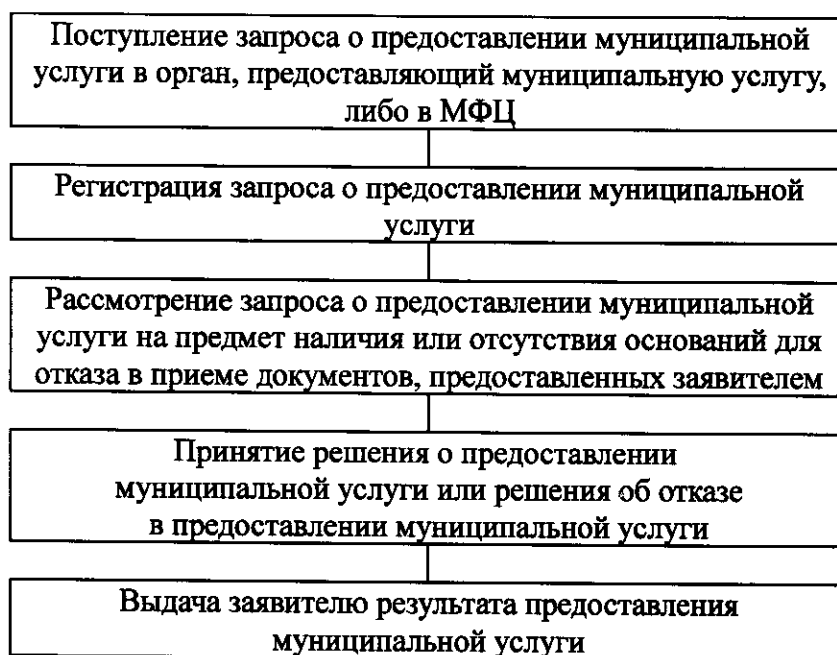 Поступление запроса о предоставлении муниципальной
услуги в орган, предоставляющий муниципальную услугу,
либо в МФЦ
Регистрация запроса о предоставлении муниципальной
услуги
Рассмотрение запроса о предоставлении муниципальной
услуги на предмет наличия или отсутствия оснований для
отказа в приеме документов, предоставленных заявителем
Принятие решения о предоставлении
муниципальной услуги или решения об отказе
в предоставлении муниципальной услуги
Выдача заявителю результата предоставления
муниципальной услуги